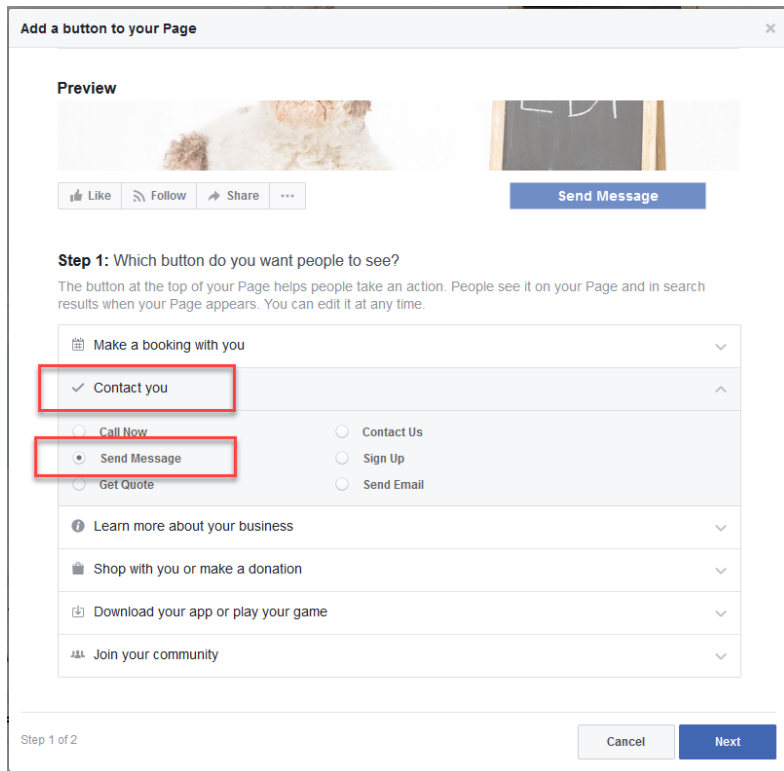 Add a button to your Page
Preview
Like Follow Share
Send Message
Step 1: Which button do you want people to see?
The button at the top of your Page helps people take an action. People see it on your Page and in search
results when your Page appears. You can edit it at any time.
Make a booking with you
Contact you
Call Now
Contact Us
Send Message
Sign Up
Get Quote
Send Email
Learn more about your business
Shop with you or make a donation
Download your app or play your game
Join your community
Step 1 of 2
Cancel
Next